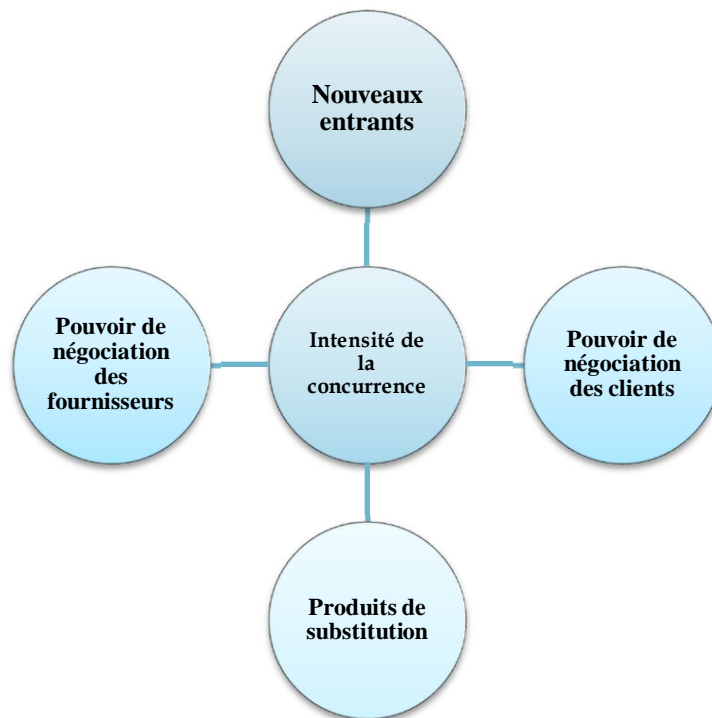 Nouveaux
entrants
Pouvoir de
négociation
des
fournisseurs
Intensité de
la
concurrence
Pouvoir de
négociation
des clients
Produits de
substitution